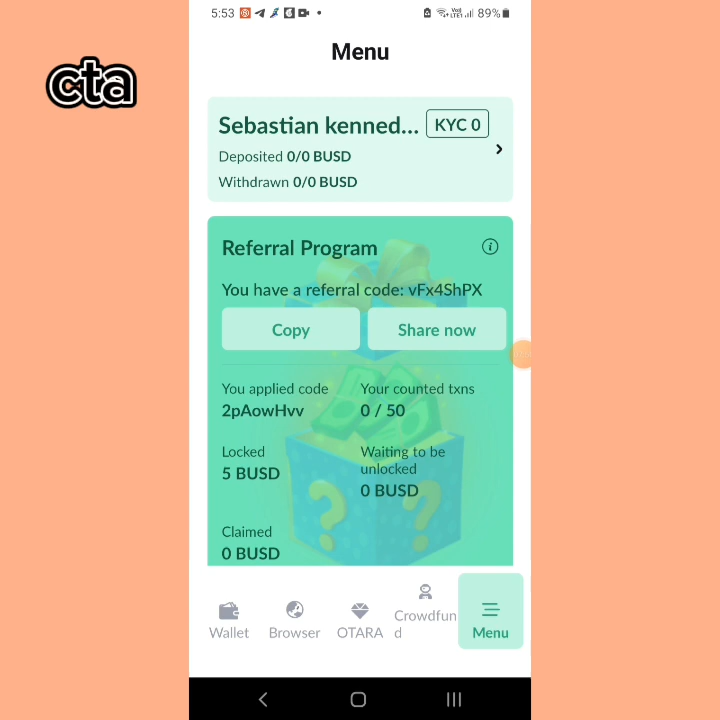 5:53
89%
Menu
cta
Sebastian kenned...
KYC 0
Deposited 0/0 BUSD
Withdrawn 0/0 BUSD
Referral Program
You have a referral code: vFx4ShPX
Copy
Share now
You applied code
2pAowHvv
Your counted txns
0 / 50
Locked
5 BUSD
Waiting to be
unlocked
0 BUSD
Claimed
0 BUSD
Wallet
Browser
OTARA
Crowdfun
d
Menu